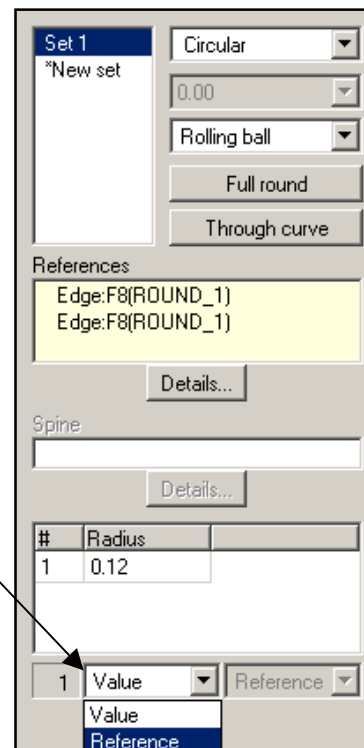 Set 1
*New set
Circular
0.00
Rolling ball
Full round
Through curve
References
Edge:F8(ROUND_1)
Edge:F8(ROUND_1)
Details...
Spine
Details...
# Radius
1 0.12
1 Value Reference
Value
Reference